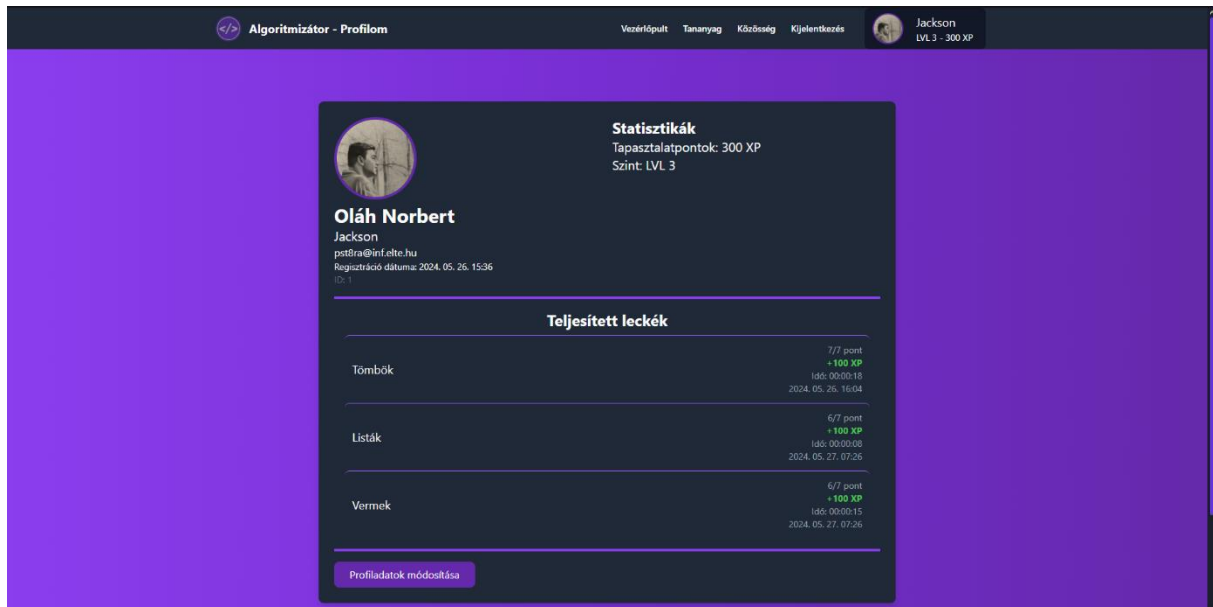 </>
Algoritmizátor - Profilom
Vezérlőpult Tananyag Közösség Kijelentkezés
Jackson
LVL 3 - 300 XP
Oláh Norbert
Jackson
pst8ra@inf.elte.hu
Regisztráció dátuma: 2024. 05. 26. 15:36
ID: 1
Statisztikák
Tapasztalatpontok: 300 XP
Szint: LVL 3
Teljesített leckék
Tömbök
7/7 pont
+100 XP
Idő: 00:00:18
2024. 05. 26. 16:04
Listák
6/7 pont
+100 XP
Idő: 00:00:08
2024. 05. 27. 07:26
Vermek
6/7 pont
+100 XP
Idő: 00:00:15
2024. 05. 27. 07:26
Profiladatok módosítása